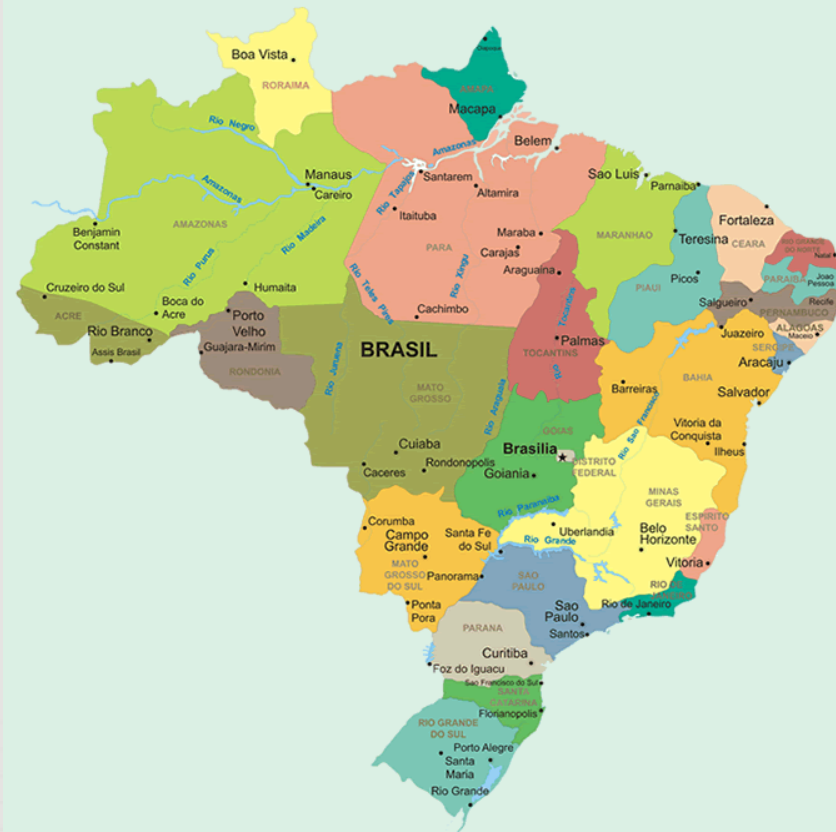 Boa Vista
RORAIMA
Oiapoque
AMAPA
Macapa
Rio Negro
Amazonas
Belem
Manaus
Careiro
Amazonas
Santarem
Altamira
Sao Luis
Parnaiba
Rio Tapajos
Itaituba
Fortaleza
Benjamin
Constant
AMAZONAS
Rio Madeira
PARA
Maraba
MARANHAO
Teresina
CEARA
RIO GRANDE
DO NORTE
Natal
Rio Purus
Carajas
Rio Xingu
Araguaina
Picos
PIAUI
PARAIBA
Joao
Pessoa
Cruzeiro do Sul
Humaita
Rio Teles Pires
Boca do
Acre
Cachimbo
Tocantins
Salgueiro
Recife
PERNAMBUCO
ACRE
Rio Branco
Porto
Velho
Juazeiro
ALAGOAS
Maceio
Assis Brasil
Guajara-Mirim
BRASIL
Palmas
TOCANTINS
SERGIPE
Aracaju
RONDONIA
Rio Juruena
MATO
GROSSO
Rio Araguaia
Rio
Barreiras
BAHIA
Salvador
Rio Sao Francisco
GOIAS
Vitoria da
Conquista
Ilheus
Cuiaba
Brasilia
DISTRITO
FEDERAL
Caceres
Rondonopolis
Goiania
MINAS
GERAIS
Rio Paranaiba
ESPIRITO
SANTO
Corumba
Campo
Grande
Santa Fe
do Sul
Uberlandia
Rio Grande
Belo
Horizonte
Vitoria
MATO
GROSSO
DO SUL
Panorama
SAO
PAULO
RIO DE
JANEIRO
Rio de Janeiro
Ponta
Pora
Sao
Paulo
Santos
PARANA
Curitiba
Foz do Iguacu
Sao Francisco do Sul
SANTA
CATARINA
Florianopolis
RIO GRANDE
DO SUL
Porto Alegre
Santa
Maria
Rio Grande